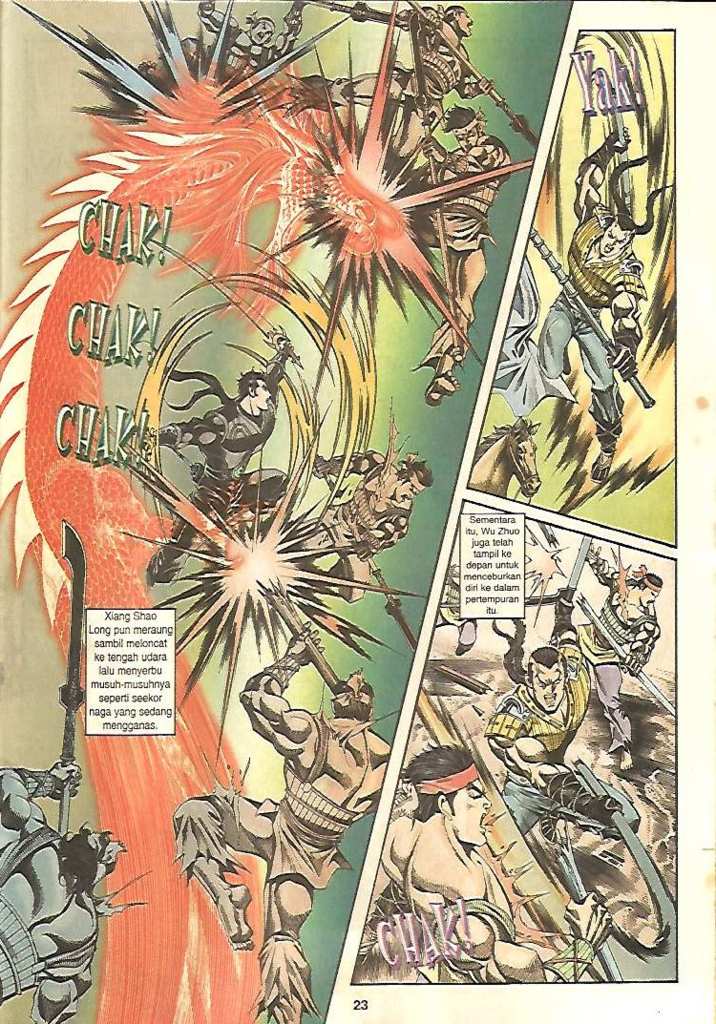 CHAK!
CHAK!
CHAK!
Xiang Shao
Long pun meraung
sambil meloncat
ke tengah udara
lalu menyerbu
musuh-musuhnya
seperti seekor
naga yang sedang
mengganas.
Yak!
Sementara
itu, Wu Zhuo
juga telah
tampil ke
depan untuk
menceburkan
diri ke dalam
pertempuran
itu.
CHAK!
23